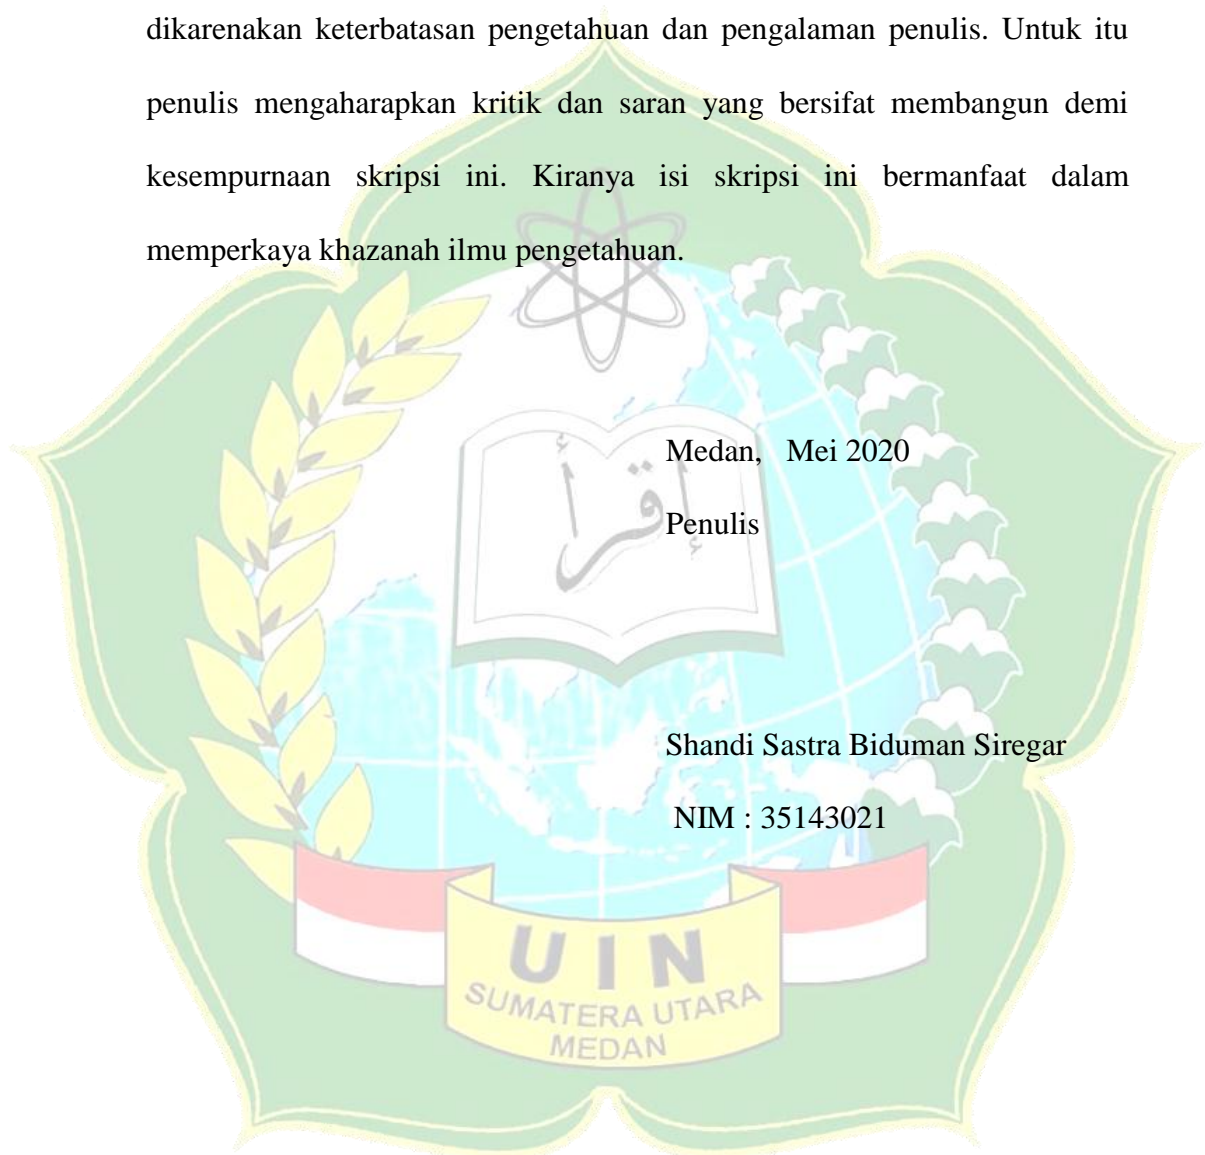 dikarenakan keterbatasan pengetahuan dan pengalaman penulis. Untuk itu
penulis mengaharapkan kritik dan saran yang bersifat membangun demi
kesempurnaan skripsi ini. Kiranya isi skripsi ini bermanfaat dalam
memperkaya khazanah ilmu pengetahuan.
Medan, Mei 2020
إقرأ
Penulis
Shandi Sastra Biduman Siregar
NIM : 35143021
UIN
SUMATERA UTARA
MEDAN